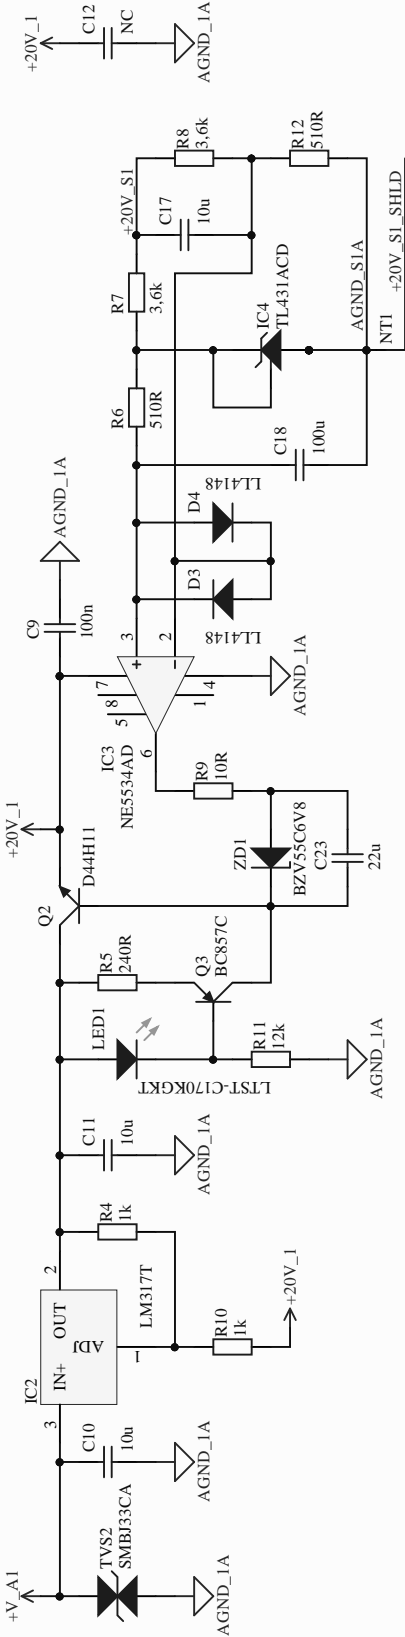 +V_A1
TVS2
SMBJ33CA
AGND_1A
C10
10u
AGND_1A
3
IC2
IN+
OUT
ADJ
2
1
LM317T
R4
1k
R10
1k
+20V_1
C11
10u
AGND_1A
LED1
LTST-C170KGKT
R5
240R
Q3
BC857C
R11
12k
AGND_1A
Q2
D44H11
+20V_1
ZD1
BZV55C6V8
C23
22u
R9
10R
IC3
NE5534AD
6
5
8
7
1
4
3
2
+
−
AGND_1A
C9
100n
AGND_1A
D3
LL4148
D4
LL4148
C18
100u
R6
510R
R7
3,6k
IC4
TL431ACD
NT1
AGND_S1A
+20V_S1_SHLD
+20V_S1
C17
10u
R8
3,6k
R12
510R
+20V_1
C12
NC
AGND_1A